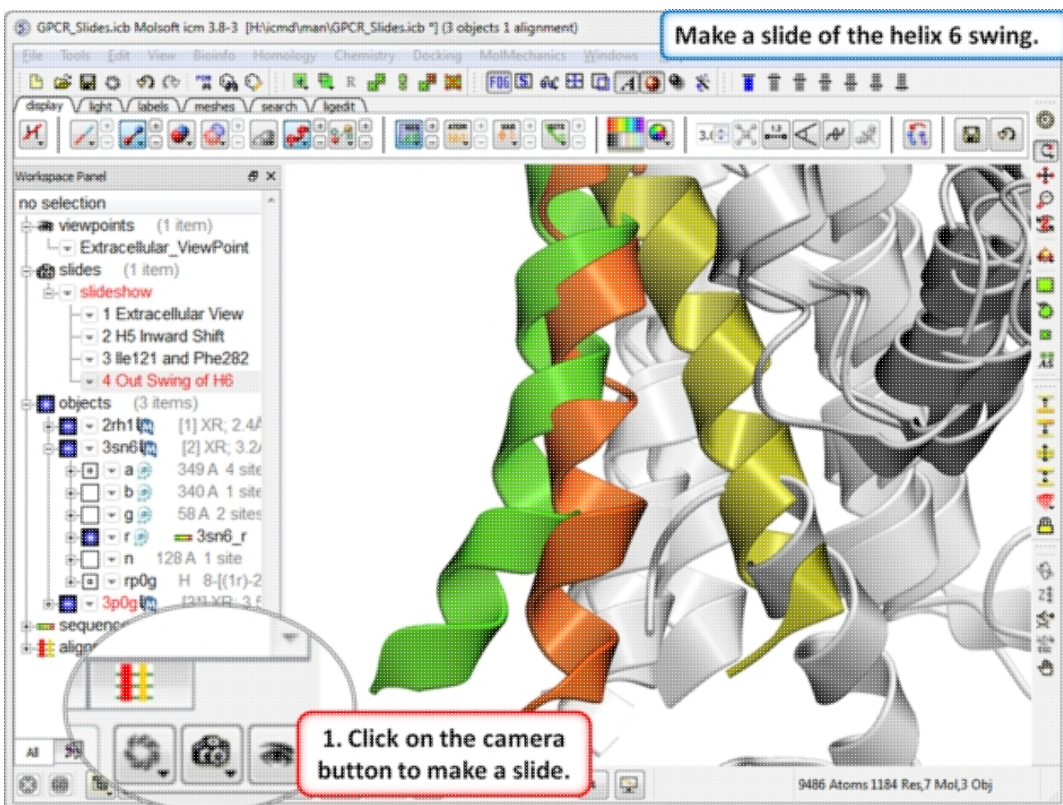 GPCR_Slides.icb Molsoft icm 3.8-3 [H:\icmd\man\GPCR_Slides.icb *] (3 objects 1 alignment)
Make a slide of the helix 6 swing.
File Tools Edit View Bioinfo Homology Chemistry Docking MolMechanics Windows
display light labels meshes search ligedit
Workspace Panel
no selection
viewpoints (1 item)
Extracellular_ViewPoint
slides (1 item)
slideshow
1 Extracellular View
2 H5 Inward Shift
3 Ile121 and Phe282
4 Out Swing of H6
objects (3 items)
2rh1 [1] XR; 2.4Å
3sn6 [2] XR; 3.2
a 349 A 4 site
b 340 A 1 site
g 58 A 2 sites
r 3sn6_r
n 128 A 1 site
rp0g H 8-[(1r)-2
3p0g
sequence
align
1. Click on the camera
button to make a slide.
All
9486 Atoms 1184 Res,7 Mol,3 Obj